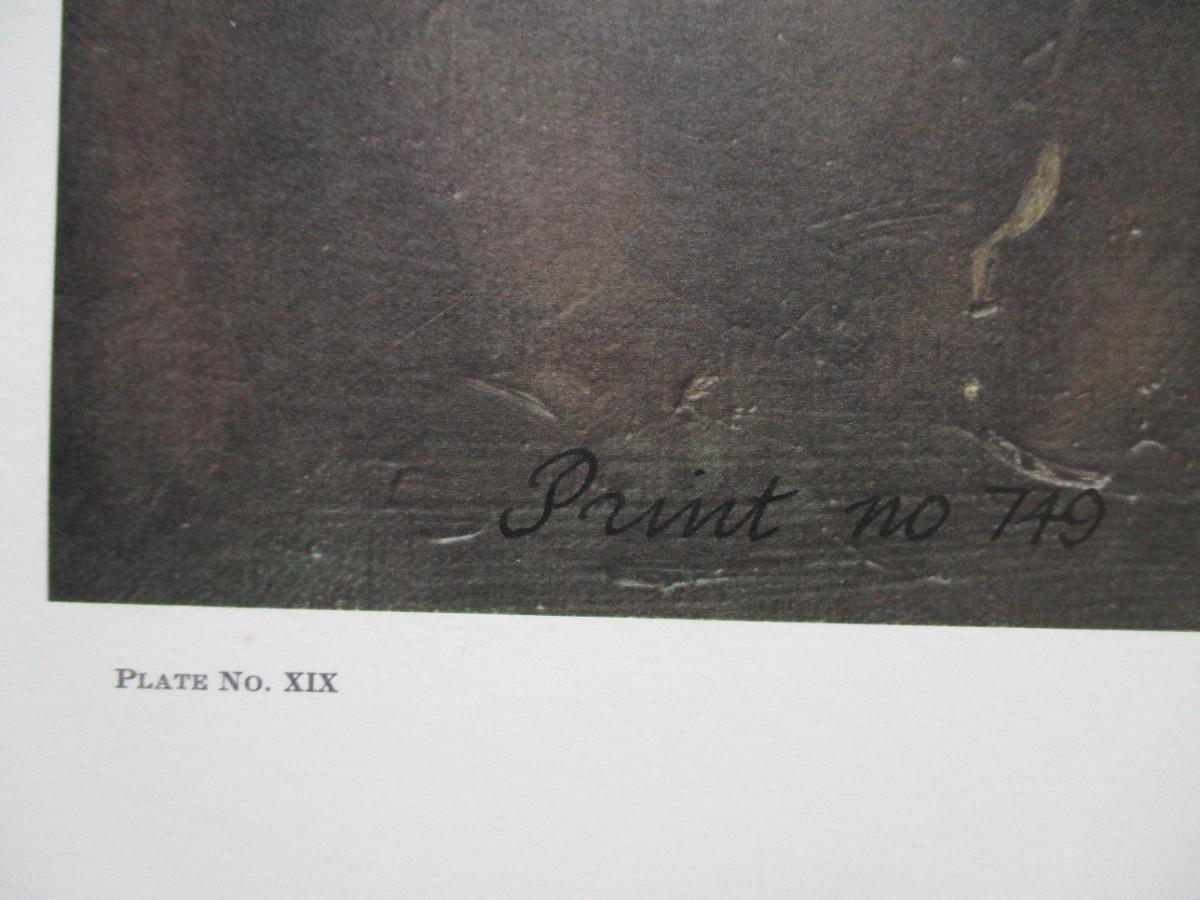 Print no 749
PLATE NO. XIX